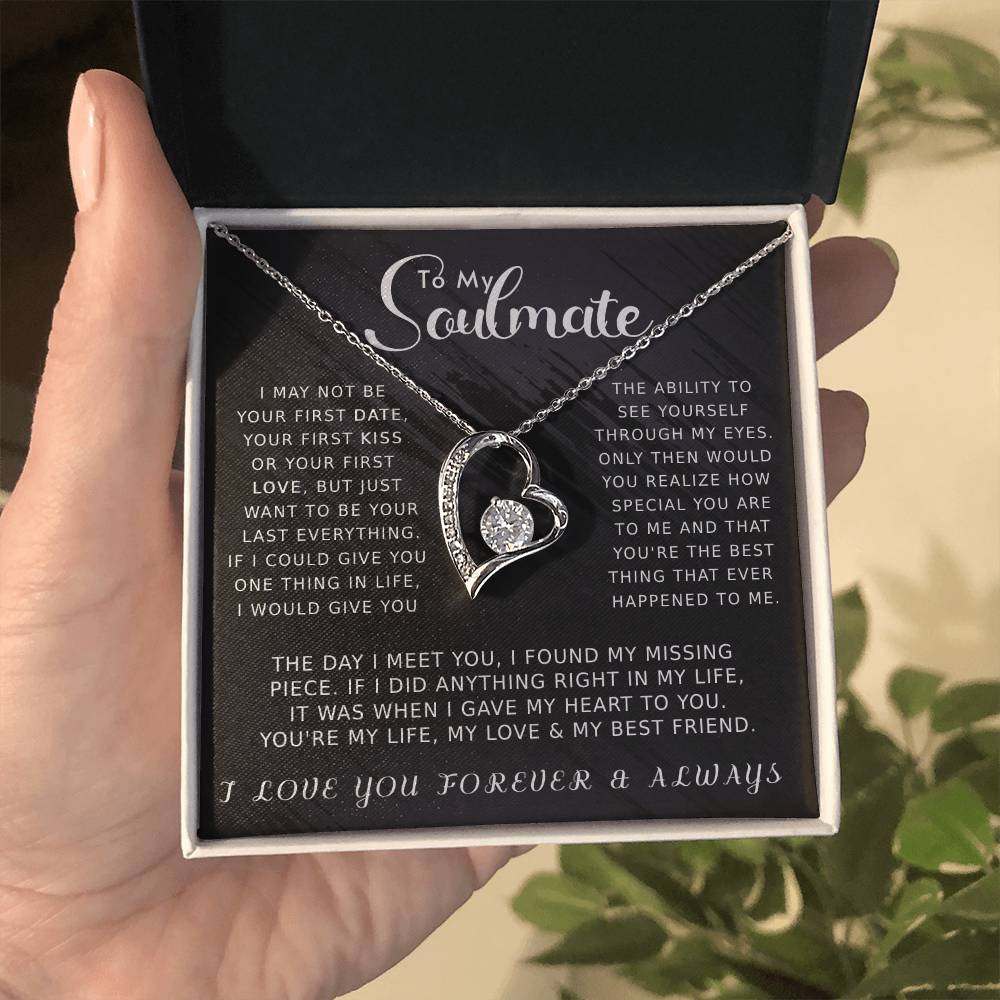 To My
Soulmate
I MAY NOT BE
YOUR FIRST DATE,
YOUR FIRST KISS
OR YOUR FIRST
LOVE, BUT JUST
WANT TO BE YOUR
LAST EVERYTHING.
IF I COULD GIVE YOU
ONE THING IN LIFE,
I WOULD GIVE YOU
THE ABILITY TO
SEE YOURSELF
THROUGH MY EYES.
ONLY THEN WOULD
YOU REALIZE HOW
SPECIAL YOU ARE
TO ME AND THAT
YOU'RE THE BEST
THING THAT EVER
HAPPENED TO ME.
THE DAY I MEET YOU, I FOUND MY MISSING
PIECE. IF I DID ANYTHING RIGHT IN MY LIFE,
IT WAS WHEN I GAVE MY HEART TO YOU.
YOU'RE MY LIFE, MY LOVE & MY BEST FRIEND.
I LOVE YOU FOREVER & ALWAYS